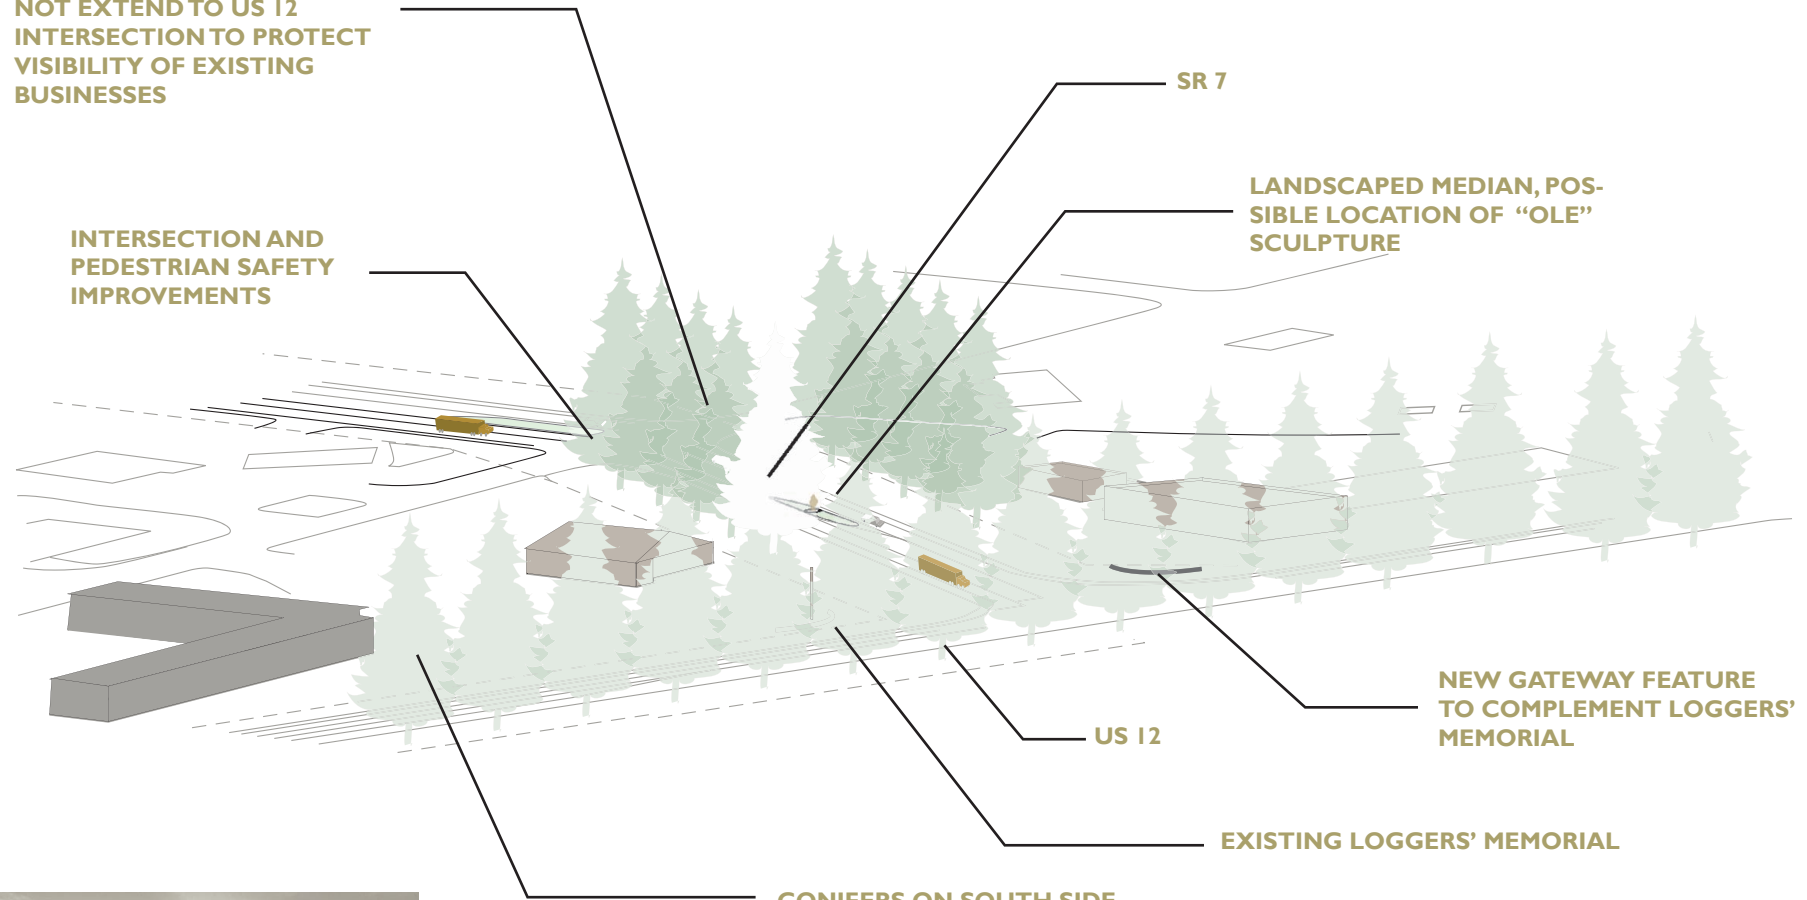 NOT EXTEND TO US 12
INTERSECTION TO PROTECT
VISIBILITY OF EXISTING
BUSINESSES
SR 7
LANDSCAPED MEDIAN, POS-
SIBLE LOCATION OF “OLE”
SCULPTURE
INTERSECTION AND
PEDESTRIAN SAFETY
IMPROVEMENTS
NEW GATEWAY FEATURE
TO COMPLEMENT LOGGERS’
MEMORIAL
US 12
EXISTING LOGGERS’ MEMORIAL
CONIFERS ON SOUTH SIDE